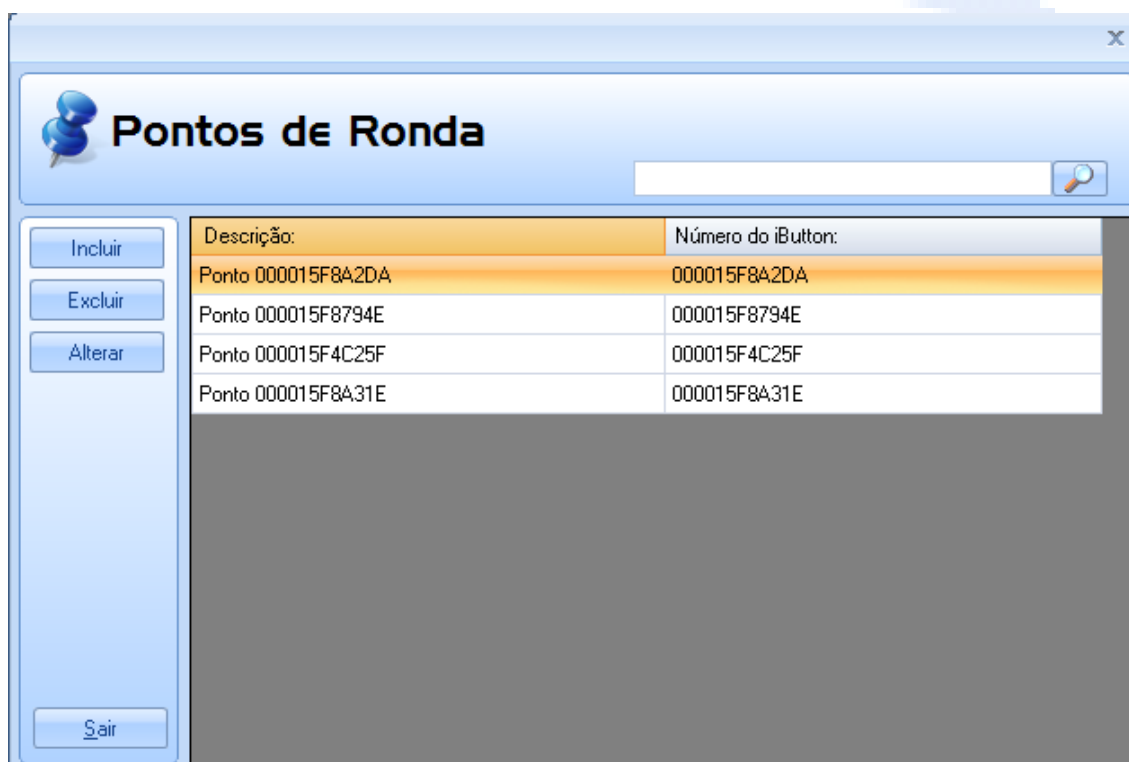 x
Pontos de Ronda
Incluir
Excluir
Alterar
Sair
Descrição: Número do iButton:
Ponto 000015F8A2DA 000015F8A2DA
Ponto 000015F8794E 000015F8794E
Ponto 000015F4C25F 000015F4C25F
Ponto 000015F8A31E 000015F8A31E